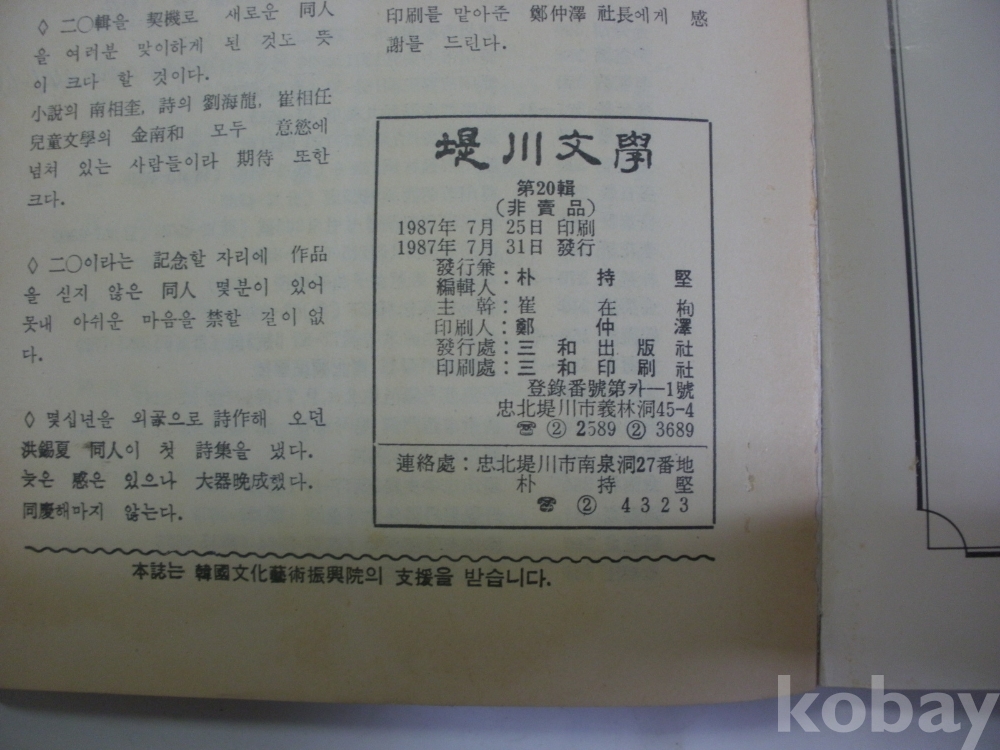 ◊ 二〇輯을 契機로 새로운 同人
을 여러분 맞이하게 된 것도 뜻
이 크다 할 것이다.
小說의 南相奎, 詩의 劉海龍, 崔相任
兒童文學의 金南和 모두 意慾에
넘쳐 있는 사람들이라 期待 또한
크다.
◊ 二〇이라는 記念할 자리에 作品
을 싣지 않은 同人 몇분이 있어
못내 아쉬운 마음을 禁할 길이 없
다.
◊ 몇십년을 외곬으로 詩作해 오던
洪錫夏 同人이 첫 詩集을 냈다.
늦은 感은 있으나 大器晩成했다.
同慶해마지 않는다.
印刷를 맡아준 鄭仲澤 社長에게 感
謝를 드린다.
堤川文學
第20輯
(非賣品)
1987年 7月 25日 印刷
1987年 7月 31日 發行
發行兼
編輯人 : 朴持堅
主幹 : 崔在栒
印刷人 : 鄭仲澤
發行處 : 三和出版社
印刷處 : 三和印刷社
登錄番號第카—1號
忠北堤川市義林洞45-4
☎ ② 2589 ② 3689
連絡處 : 忠北堤川市南泉洞27番地
朴持堅
☎ ② 4323
本誌는 韓國文化藝術振興院의 支援을 받습니다.
kobay